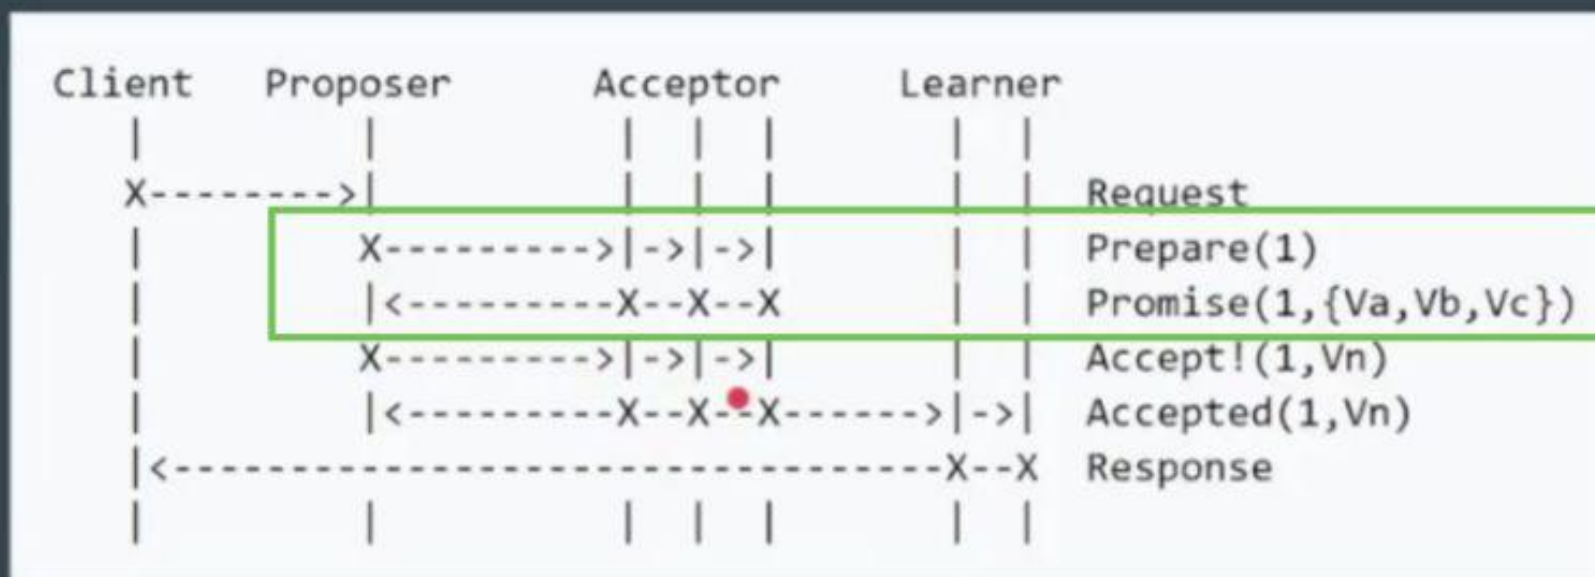 Client Proposer Acceptor Learner
| | | | | | |
X-------->| | | | | | Request
| X--------->|->|->| | | Prepare(1)
| |<---------X--X--X | | Promise(1,{Va,Vb,Vc})
| X--------->|->|->| | | Accept!(1,Vn)
| |<---------X--X--X------>|->| Accepted(1,Vn)
|<---------------------------------X--X Response
| | | | | | |